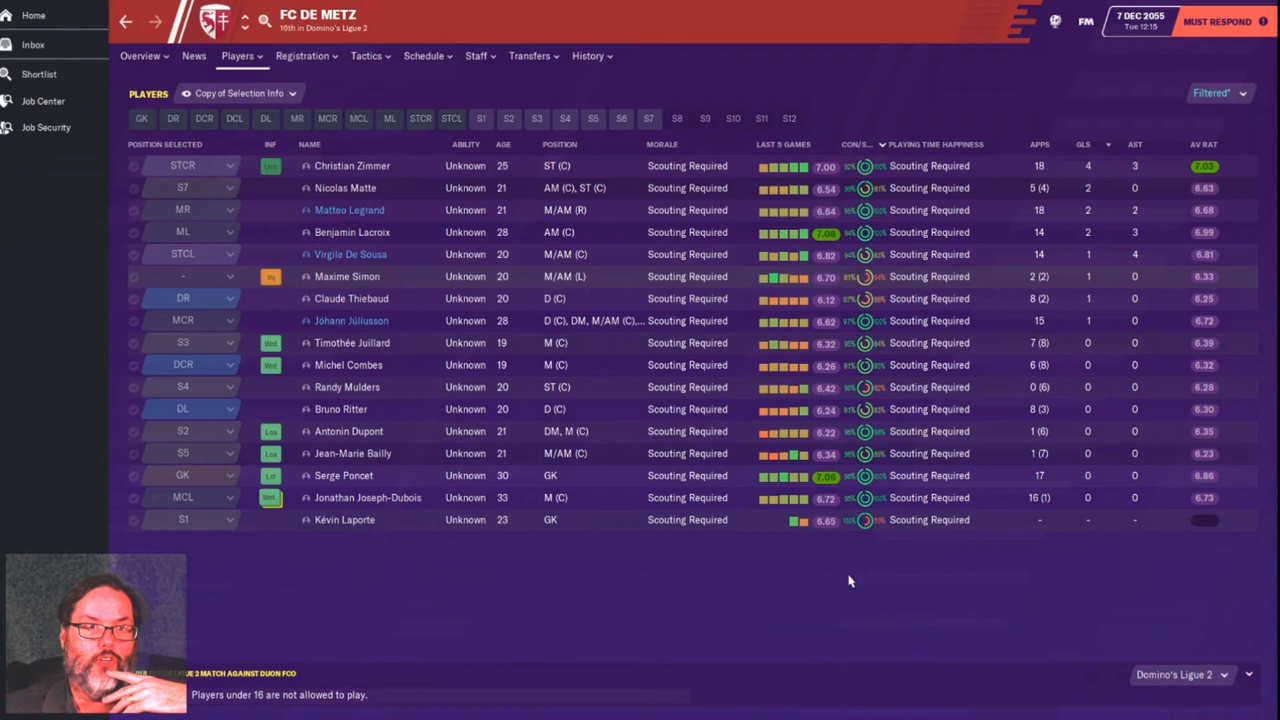 Home
FC DE METZ
16th in Domino's Ligue 2
FM
7 DEC 2055
Tue 12:15
MUST RESPOND
Inbox
Overview News Players Registration Tactics Schedule Staff Transfers History
Shortlist
Job Center
Job Security
PLAYERS Copy of Selection Info Filtered*
GK DR DCR DCL DL MR MCR MCL ML STCR STCL S1 S2 S3 S4 S5 S6 S7 S8 S9 S10 S11 S12
POSITION SELECTED INF NAME ABILITY AGE POSITION MORALE LAST 5 GAMES CON/S... PLAYING TIME HAPPINESS APPS GLS AST AV RAT
STCR Christian Zimmer Unknown 25 ST (C) Scouting Required 7.00 Scouting Required 18 4 3 7.03
S7 Nicolas Matte Unknown 21 AM (C), ST (C) Scouting Required 6.54 Scouting Required 5 (4) 2 0 6.63
MR Matteo Legrand Unknown 21 M/AM (R) Scouting Required 6.64 Scouting Required 18 2 2 6.68
ML Benjamin Lacroix Unknown 28 AM (C) Scouting Required 7.08 Scouting Required 14 2 3 6.99
STCL Virgile De Sousa Unknown 20 M/AM (C) Scouting Required 6.82 Scouting Required 14 1 4 6.81
- Inj Maxime Simon Unknown 20 M/AM (L) Scouting Required 6.70 Scouting Required 2 (2) 1 0 6.33
DR Claude Thiebaud Unknown 20 D (C) Scouting Required 6.12 Scouting Required 8 (2) 1 0 6.25
MCR Jóhann Júlíusson Unknown 28 D (C), DM, M/AM (C),... Scouting Required 6.62 Scouting Required 15 1 0 6.72
S3 Wnt Timothée Juillard Unknown 19 M (C) Scouting Required 6.32 Scouting Required 7 (8) 0 0 6.39
DCR Wnt Michel Combes Unknown 19 M (C) Scouting Required 6.26 Scouting Required 6 (8) 0 0 6.32
S4 Randy Mulders Unknown 20 ST (C) Scouting Required 6.42 Scouting Required 0 (6) 0 0 6.28
DL Bruno Ritter Unknown 20 D (C) Scouting Required 6.24 Scouting Required 8 (3) 0 0 6.30
S2 Loa Antonin Dupont Unknown 21 DM, M (C) Scouting Required 6.22 Scouting Required 1 (6) 0 0 6.35
S5 Loa Jean-Marie Bailly Unknown 21 M/AM (C) Scouting Required 6.34 Scouting Required 1 (7) 0 0 6.23
GK Lst Serge Poncet Unknown 30 GK Scouting Required 7.06 Scouting Required 17 0 0 6.86
MCL Wnt Jonathan Joseph-Dubois Unknown 33 M (C) Scouting Required 6.72 Scouting Required 16 (1) 0 0 6.73
S1 Kévin Laporte Unknown 23 GK Scouting Required 6.65 Scouting Required - - -
LIGUE 2 MATCH AGAINST DIJON FCO
Domino's Ligue 2
Players under 16 are not allowed to play.